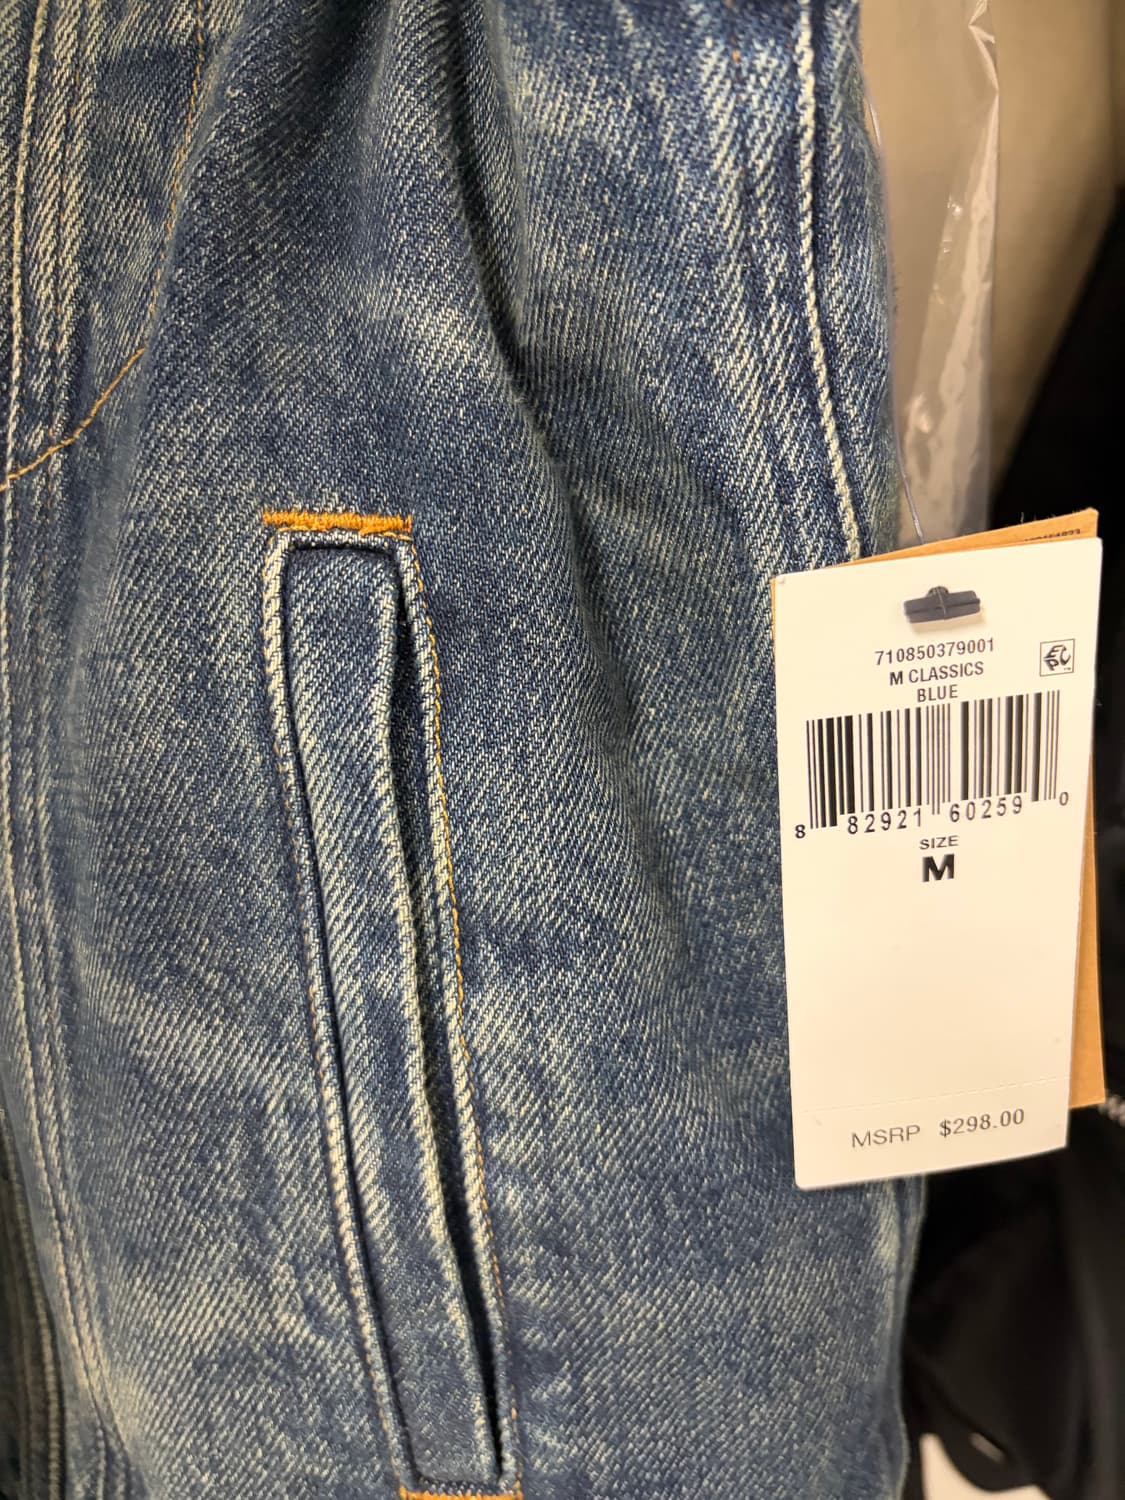 710850379001
M CLASSICS
BLUE
8 82921 60259 0
SIZE
M
MSRP $298.00